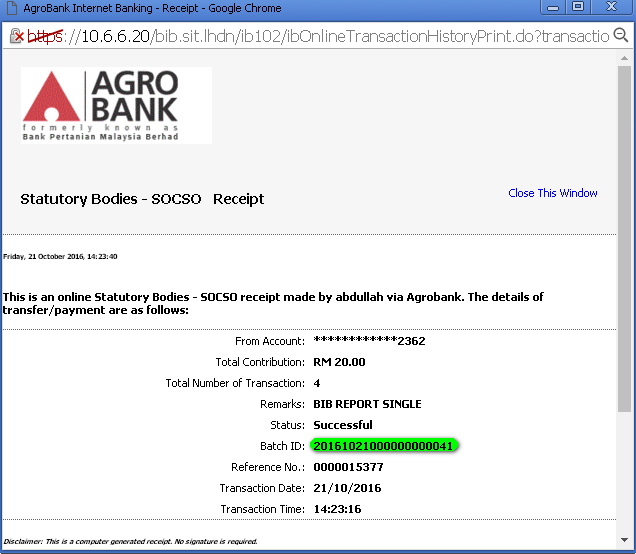 AgroBank Internet Banking - Receipt - Google Chrome
https://10.6.6.20/bib.sit.lhdn/ib102/ibOnlineTransactionHistoryPrint.do?transactio
AGRO
BANK
formerly known as
Bank Pertanian Malaysia Berhad
Close This Window
Statutory Bodies - SOCSO Receipt
Friday, 21 October 2016, 14:23:40
This is an online Statutory Bodies - SOCSO receipt made by abdullah via Agrobank. The details of
transfer/payment are as follows:
From Account: ************2362
Total Contribution: RM 20.00
Total Number of Transaction: 4
Remarks: BIB REPORT SINGLE
Status: Successful
Batch ID: 20161021000000000041
Reference No.: 0000015377
Transaction Date: 21/10/2016
Transaction Time: 14:23:16
Disclaimer: This is a computer generated receipt. No signature is required.